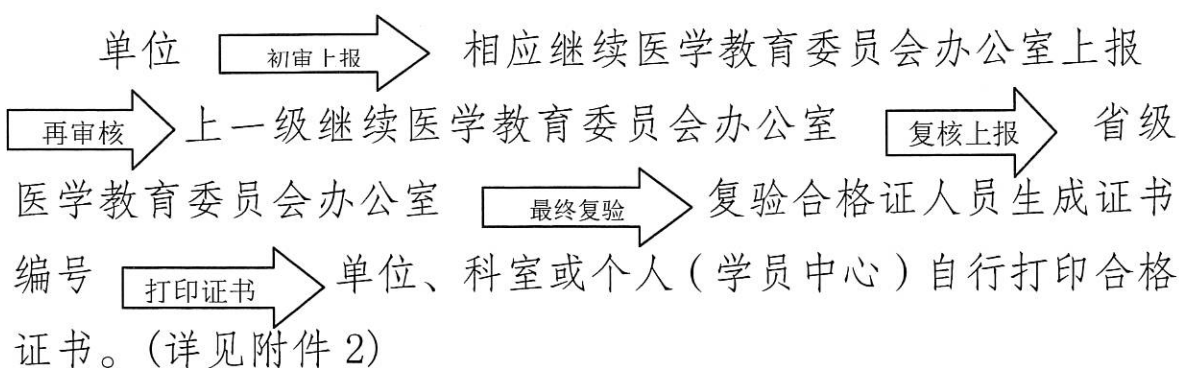 单位 初审上报 相应继续医学教育委员会办公室上报
再审核 上一级继续医学教育委员会办公室 复核上报 省级
医学教育委员会办公室 最终复验 复验合格证人员生成证书
编号 打印证书 单位、科室或个人(学员中心)自行打印合格
证书。(详见附件2)